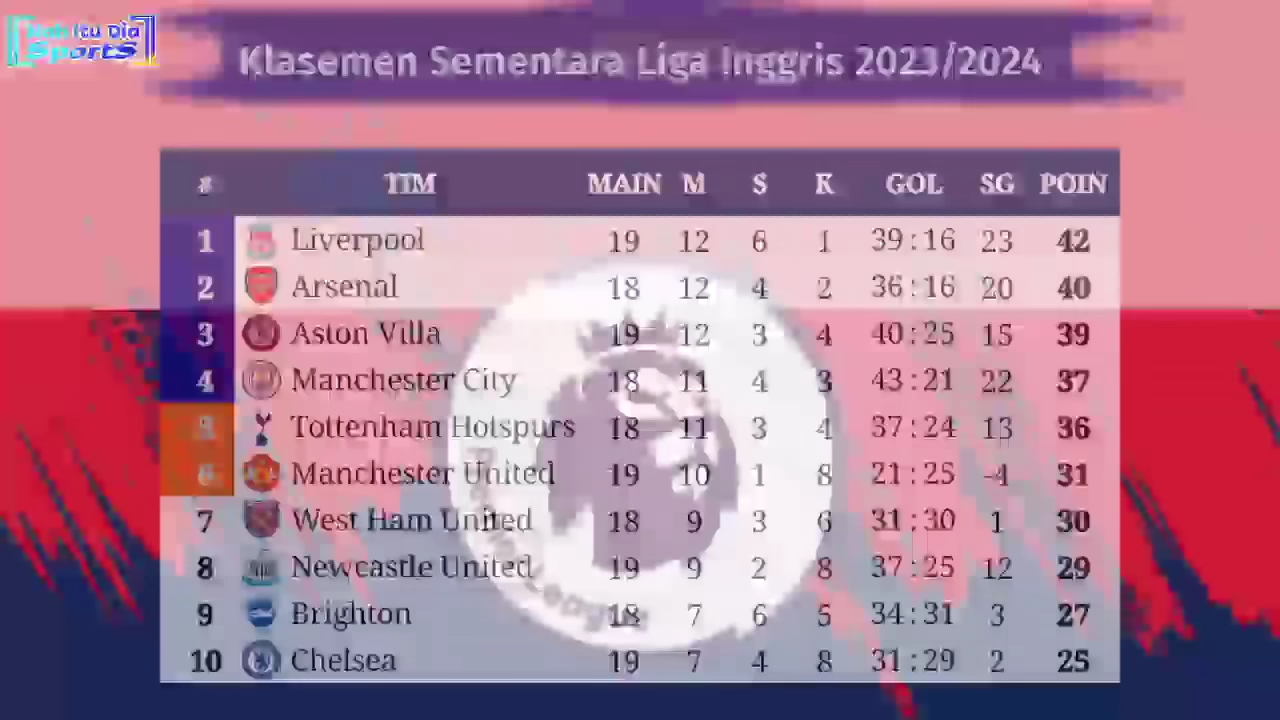 Nah Itu Dia
Sports
Klasemen Sementara Liga Inggris 2023/2024
# TIM MAIN M S K GOL SG POIN
1 Liverpool 19 12 6 1 39:16 23 42
2 Arsenal 18 12 4 2 36:16 20 40
3 Aston Villa 19 12 3 4 40:25 15 39
4 Manchester City 18 11 4 3 43:21 22 37
5 Tottenham Hotspurs 18 11 3 4 37:24 13 36
6 Manchester United 19 10 1 8 21:25 -4 31
7 West Ham United 18 9 3 6 31:30 1 30
8 Newcastle United 19 9 2 8 37:25 12 29
9 Brighton 18 7 6 5 34:31 3 27
10 Chelsea 19 7 4 8 31:29 2 25